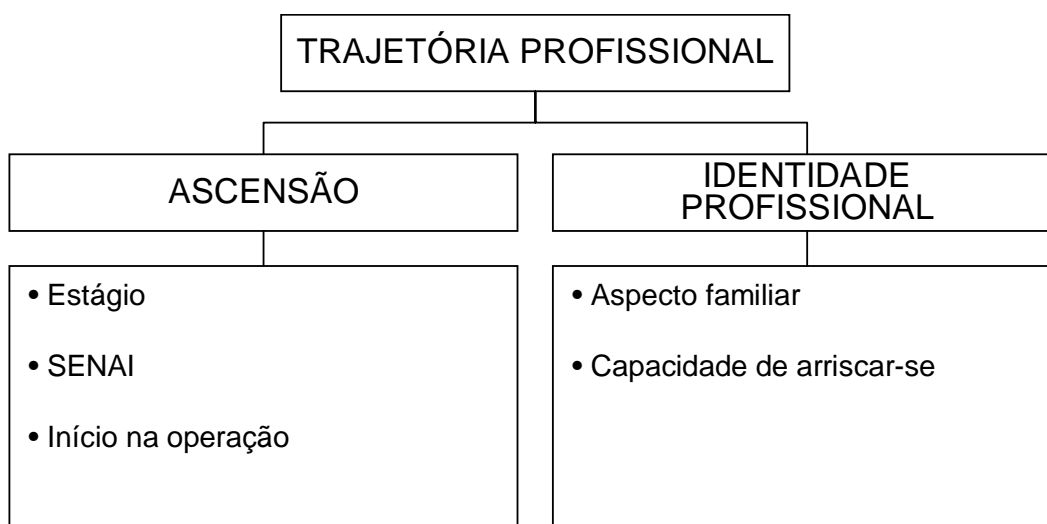 TRAJETÓRIA PROFISSIONAL
ASCENSÃO
IDENTIDADE
PROFISSIONAL
• Estágio
• SENAI
• Início na operação
• Aspecto familiar
• Capacidade de arriscar-se